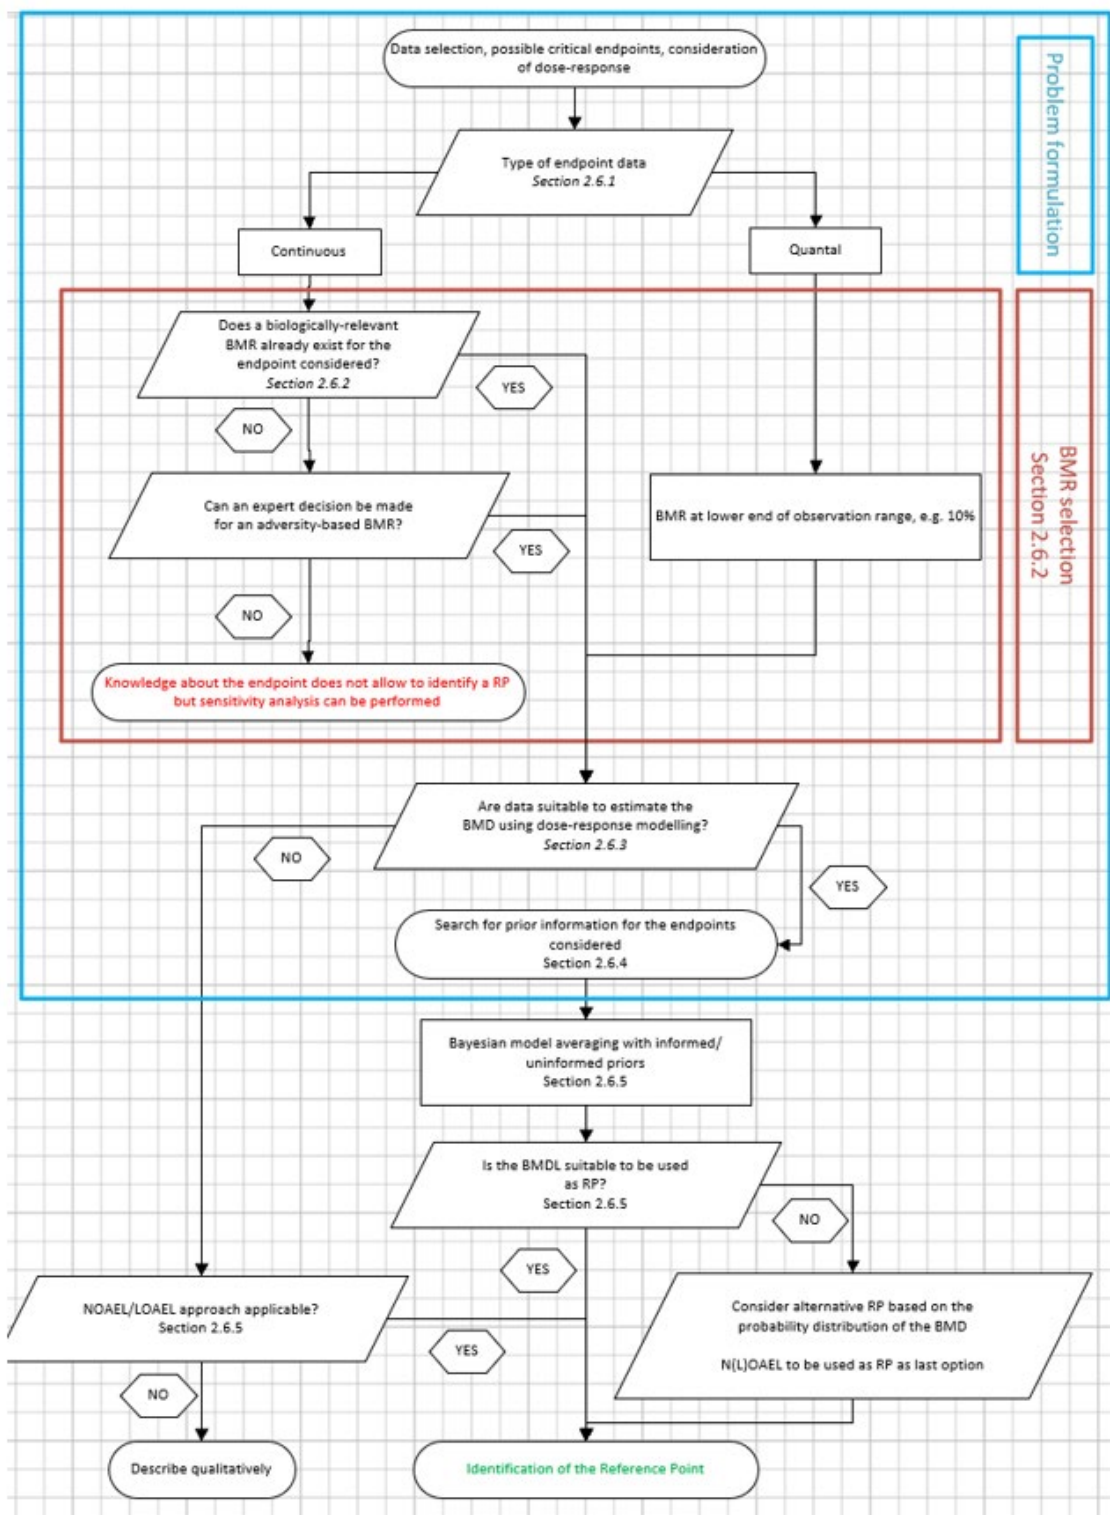 Data selection, possible critical endpoints, consideration
of dose-response
Problem formulation
Type of endpoint data
Section 2.6.1
Continuous
Quantal
Does a biologically-relevant
BMR already exist for the
endpoint considered?
Section 2.6.2
YES
NO
BMR selection
Section 2.6.2
Can an expert decision be made
for an adversity-based BMR?
BMR at lower end of observation range, e.g. 10%
YES
NO
Knowledge about the endpoint does not allow to identify a RP
but sensitivity analysis can be performed
Are data suitable to estimate the
BMD using dose-response modelling?
Section 2.6.3
NO
YES
Search for prior information for the endpoints
considered
Section 2.6.4
Bayesian model averaging with informed/
uninformed priors
Section 2.6.5
Is the BMDL suitable to be used
as RP?
Section 2.6.5
NO
YES
NOAEL/LOAEL approach applicable?
Section 2.6.5
Consider alternative RP based on the
probability distribution of the BMD
N(L)OAEL to be used as RP as last option
YES
NO
Describe qualitatively
Identification of the Reference Point